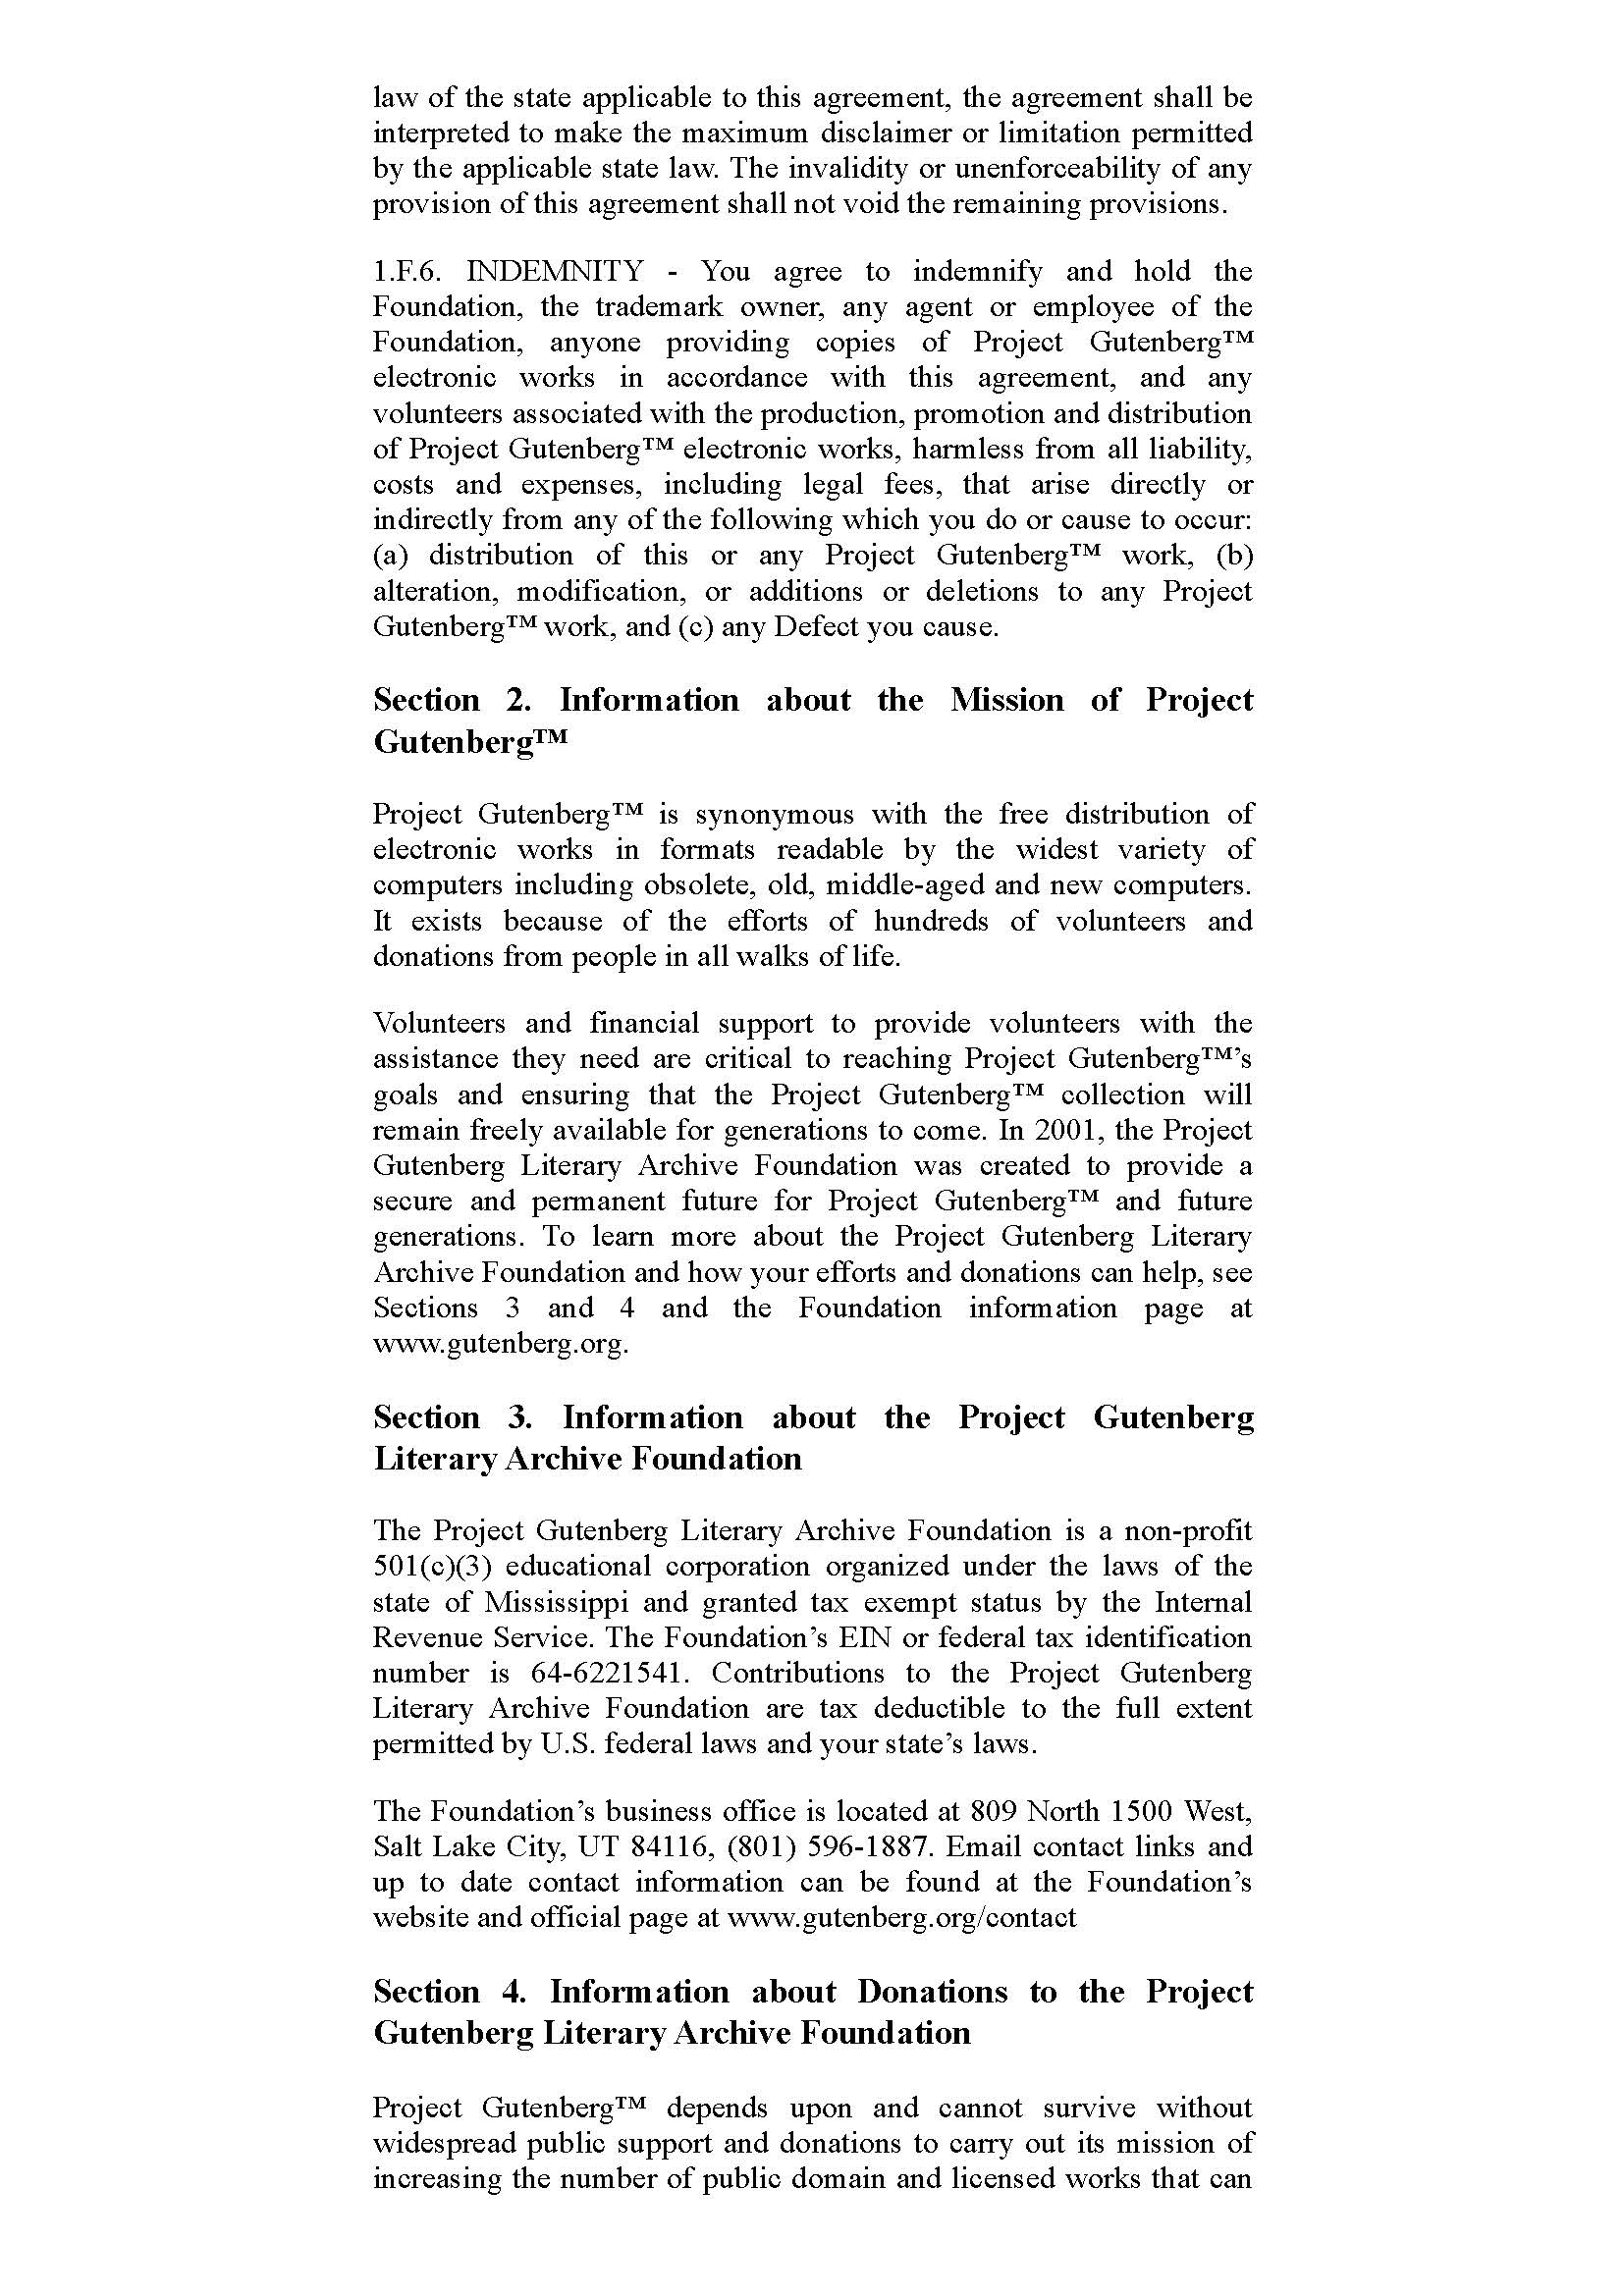 law of the state applicable to this agreement, the agreement shall be
interpreted to make the maximum disclaimer or limitation permitted
by the applicable state law. The invalidity or unenforceability of any
provision of this agreement shall not void the remaining provisions.
1.F.6. INDEMNITY - You agree to indemnify and hold the
Foundation, the trademark owner, any agent or employee of the
Foundation, anyone providing copies of Project Gutenberg™
electronic works in accordance with this agreement, and any
volunteers associated with the production, promotion and distribution
of Project Gutenberg™ electronic works, harmless from all liability,
costs and expenses, including legal fees, that arise directly or
indirectly from any of the following which you do or cause to occur:
(a) distribution of this or any Project Gutenberg™ work, (b)
alteration, modification, or additions or deletions to any Project
Gutenberg™ work, and (c) any Defect you cause.
Section 2. Information about the Mission of Project
Gutenberg™
Project Gutenberg™ is synonymous with the free distribution of
electronic works in formats readable by the widest variety of
computers including obsolete, old, middle-aged and new computers.
It exists because of the efforts of hundreds of volunteers and
donations from people in all walks of life.
Volunteers and financial support to provide volunteers with the
assistance they need are critical to reaching Project Gutenberg™’s
goals and ensuring that the Project Gutenberg™ collection will
remain freely available for generations to come. In 2001, the Project
Gutenberg Literary Archive Foundation was created to provide a
secure and permanent future for Project Gutenberg™ and future
generations. To learn more about the Project Gutenberg Literary
Archive Foundation and how your efforts and donations can help, see
Sections 3 and 4 and the Foundation information page at
www.gutenberg.org.
Section 3. Information about the Project Gutenberg
Literary Archive Foundation
The Project Gutenberg Literary Archive Foundation is a non-profit
501(c)(3) educational corporation organized under the laws of the
state of Mississippi and granted tax exempt status by the Internal
Revenue Service. The Foundation’s EIN or federal tax identification
number is 64-6221541. Contributions to the Project Gutenberg
Literary Archive Foundation are tax deductible to the full extent
permitted by U.S. federal laws and your state’s laws.
The Foundation’s business office is located at 809 North 1500 West,
Salt Lake City, UT 84116, (801) 596-1887. Email contact links and
up to date contact information can be found at the Foundation’s
website and official page at www.gutenberg.org/contact
Section 4. Information about Donations to the Project
Gutenberg Literary Archive Foundation
Project Gutenberg™ depends upon and cannot survive without
widespread public support and donations to carry out its mission of
increasing the number of public domain and licensed works that can